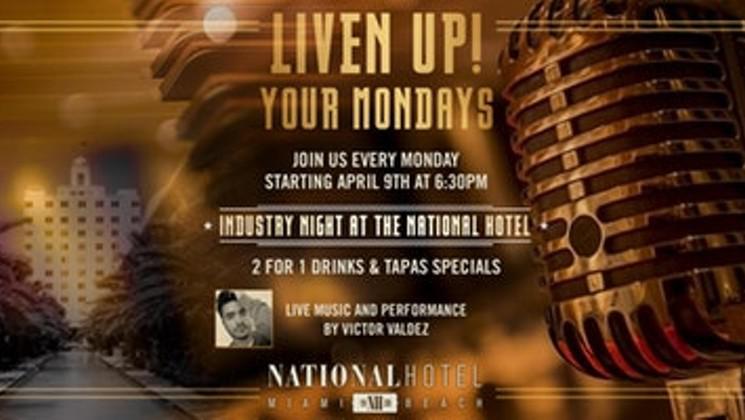 LIVEN UP!
YOUR MONDAYS
JOIN US EVERY MONDAY
STARTING APRIL 9TH AT 6:30PM
INDUSTRY NIGHT AT THE NATIONAL HOTEL
2 FOR 1 DRINKS & TAPAS SPECIALS
LIVE MUSIC AND PERFORMANCE
BY VICTOR VALDEZ
NATIONAL HOTEL
MIAMI NH BEACH